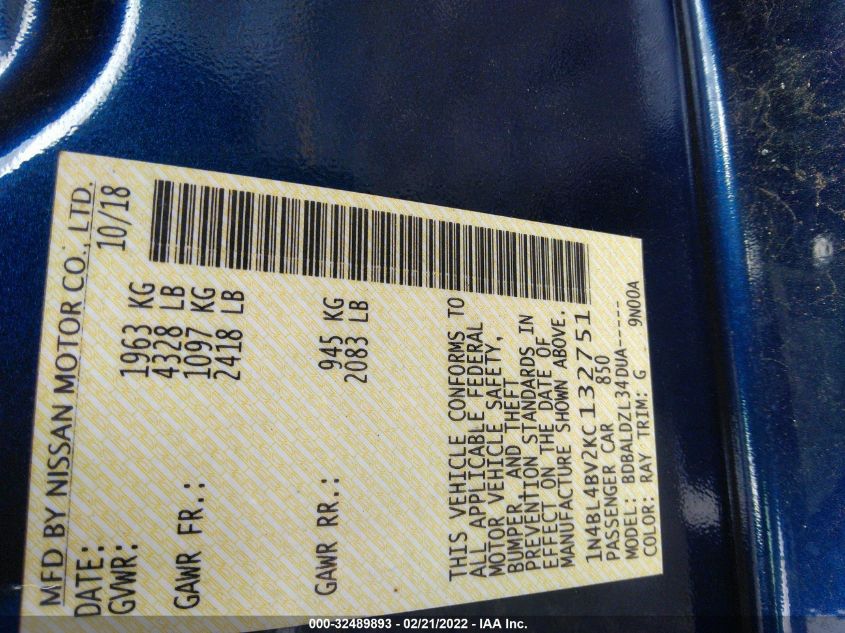 MFD BY NISSAN MOTOR CO., LTD.
DATE: 10/18
GVWR: 1963 KG
4328 LB
GAWR FR.: 1097 KG
2418 LB
GAWR RR.: 945 KG
2083 LB
THIS VEHICLE CONFORMS TO
ALL APPLICABLE FEDERAL
MOTOR VEHICLE SAFETY,
BUMPER AND THEFT
PREVENTION STANDARDS IN
EFFECT ON THE DATE OF
MANUFACTURE SHOWN ABOVE.
1N4BL4BV2KC132751
PASSENGER CAR 850
MODEL: BDBALDZL34DUA-----
COLOR: RAY TRIM: G 9N00A
000-32489893 - 02/21/2022 - IAA Inc.